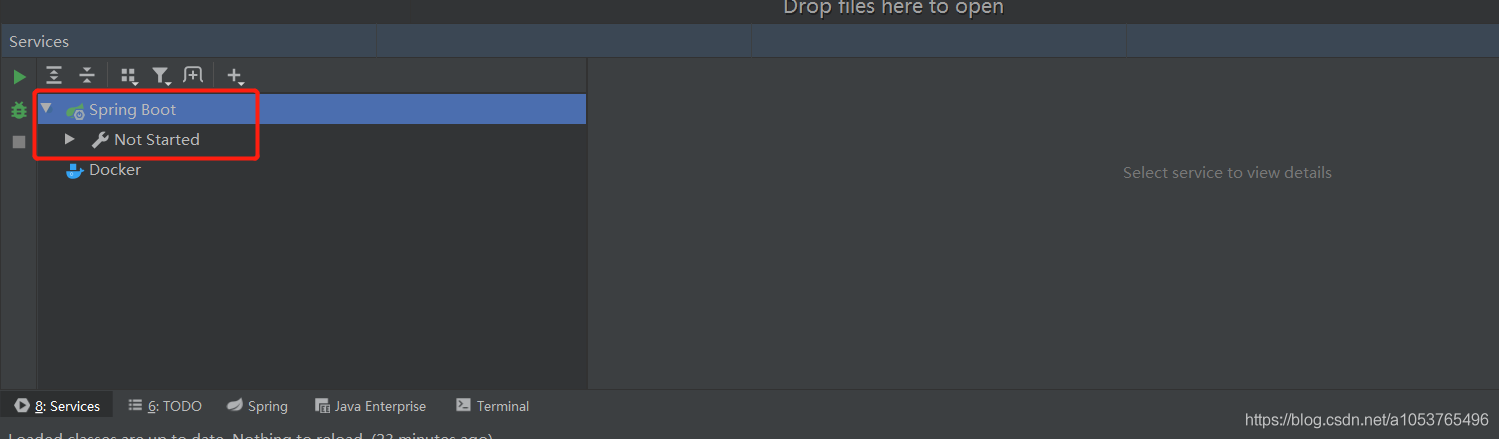 Drop files here to open
Services
Spring Boot
Not Started
Docker
Select service to view details
8: Services 6: TODO Spring Java Enterprise Terminal
https://blog.csdn.net/a1053765496
Loaded classes are up to date. Nothing to reload. (23 minutes ago)